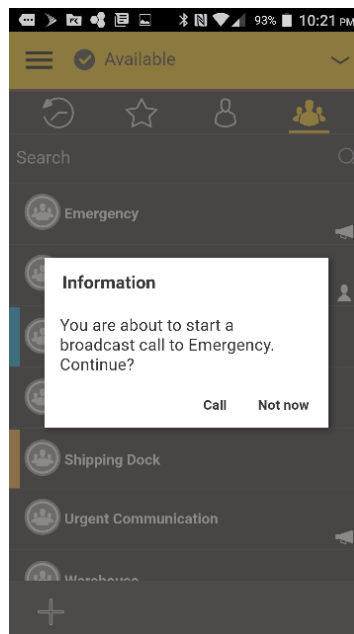 93% 10:21 PM
Available
Search
Emergency
Information
You are about to start a
broadcast call to Emergency.
Continue?
Call Not now
Shipping Dock
Urgent Communication
Warehouse